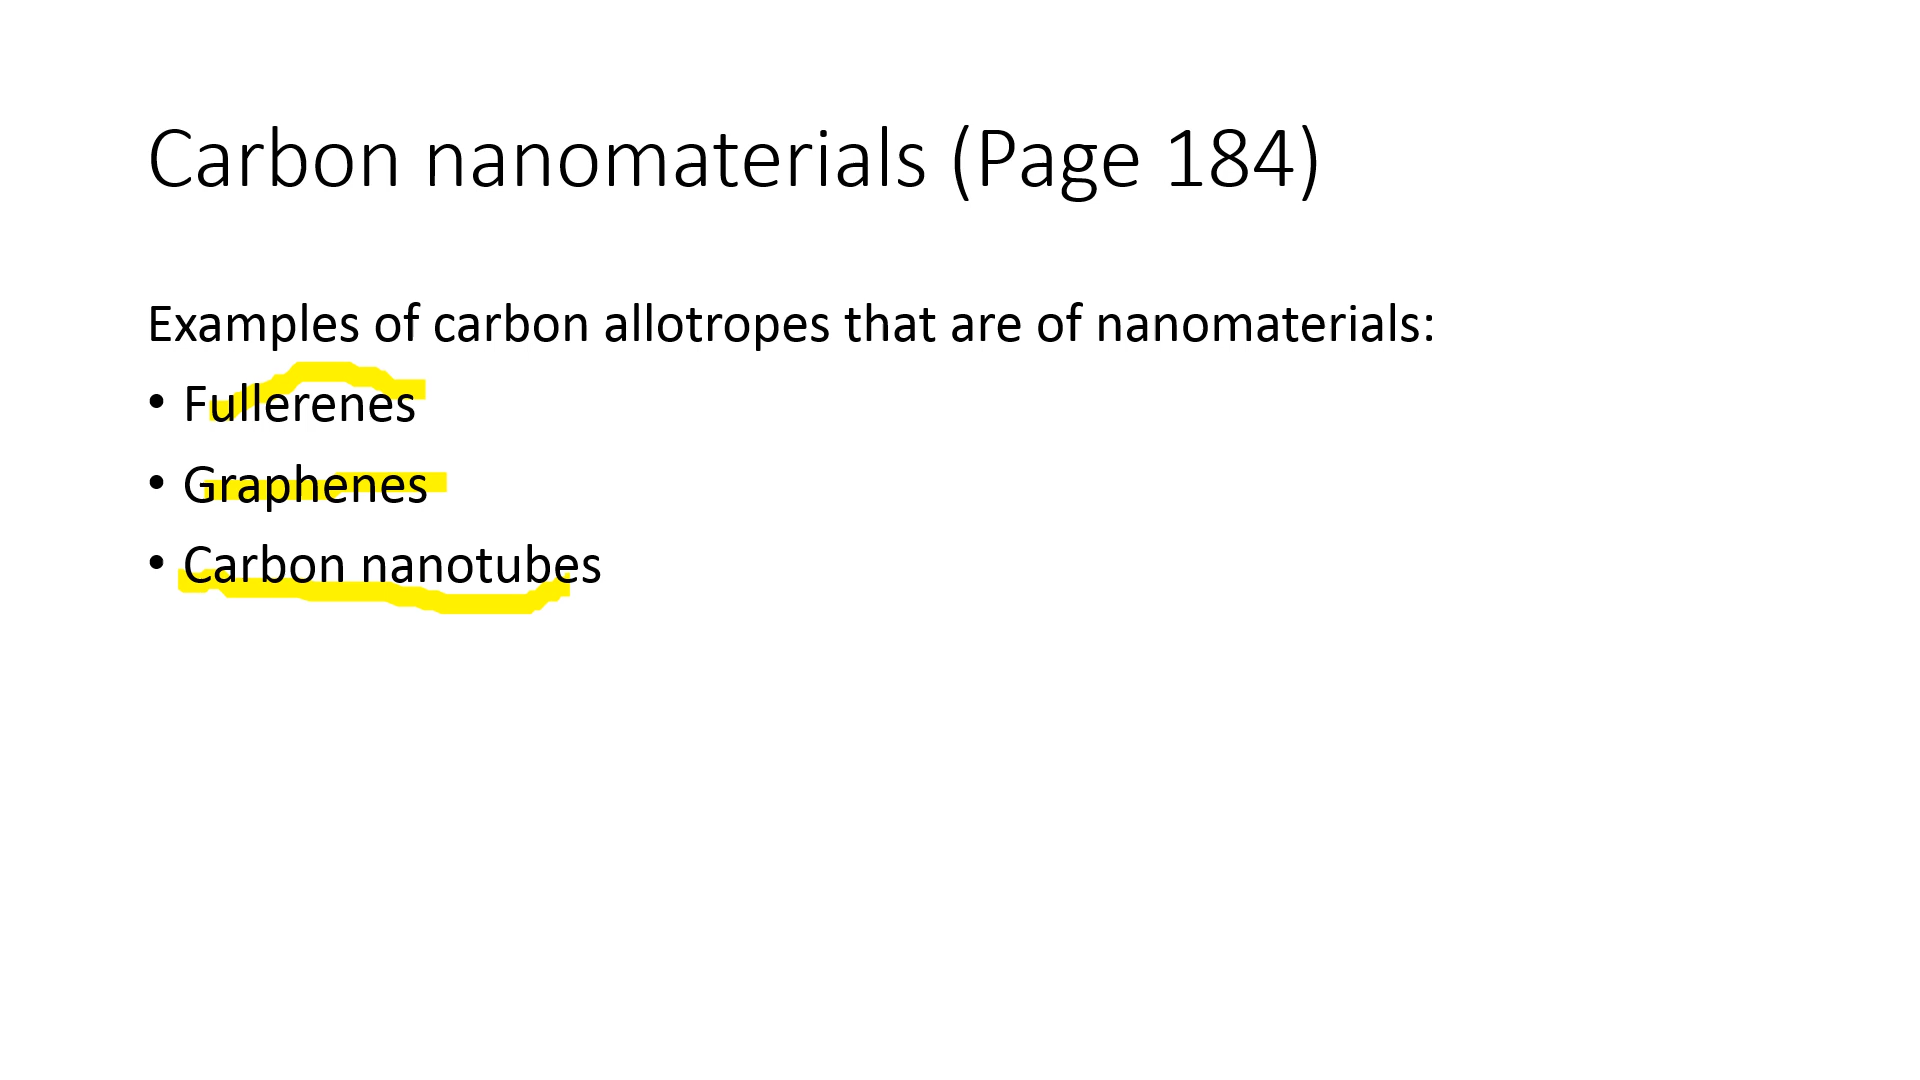 Carbon nanomaterials (Page 184)
Examples of carbon allotropes that are of nanomaterials:
• Fullerenes
• Graphenes
• Carbon nanotubes